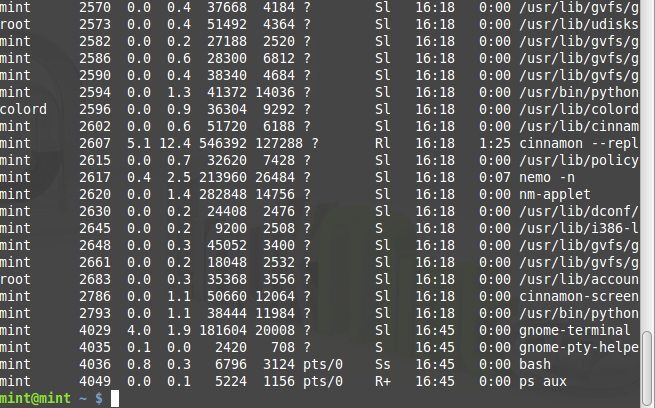 mint 2570 0.0 0.4 37668 4184 ? Sl 16:18 0:00 /usr/lib/gvfs/g
root 2573 0.0 0.4 51492 4364 ? Sl 16:18 0:00 /usr/lib/udisks
mint 2582 0.0 0.2 27188 2520 ? Sl 16:18 0:00 /usr/lib/gvfs/g
mint 2586 0.0 0.6 28300 6812 ? Sl 16:18 0:00 /usr/lib/gvfs/g
mint 2590 0.0 0.4 38340 4684 ? Sl 16:18 0:00 /usr/lib/gvfs/g
mint 2594 0.0 1.3 41372 14036 ? Sl 16:18 0:00 /usr/bin/python
colord 2596 0.0 0.9 36304 9292 ? Sl 16:18 0:00 /usr/lib/colord
mint 2602 0.0 0.6 51720 6188 ? Sl 16:18 0:00 /usr/lib/cinnam
mint 2607 5.1 12.4 546392 127288 ? Rl 16:18 1:25 cinnamon --repl
mint 2615 0.0 0.7 32620 7428 ? Sl 16:18 0:00 /usr/lib/policy
mint 2617 0.4 2.5 213960 26484 ? Sl 16:18 0:07 nemo -n
mint 2620 0.0 1.4 282848 14756 ? Sl 16:18 0:00 nm-applet
mint 2630 0.0 0.2 24408 2476 ? Sl 16:18 0:00 /usr/lib/dconf/
mint 2645 0.0 0.2 9200 2508 ? S 16:18 0:00 /usr/lib/i386-l
mint 2648 0.0 0.3 45052 3400 ? Sl 16:18 0:00 /usr/lib/gvfs/g
mint 2661 0.0 0.2 18048 2532 ? Sl 16:18 0:00 /usr/lib/gvfs/g
root 2683 0.0 0.3 35368 3556 ? Sl 16:18 0:00 /usr/lib/accoun
mint 2786 0.0 1.1 50660 12064 ? Sl 16:18 0:00 cinnamon-screen
mint 2793 0.0 1.1 38444 11984 ? Sl 16:18 0:00 /usr/bin/python
mint 4029 4.0 1.9 181604 20008 ? Sl 16:45 0:00 gnome-terminal
mint 4035 0.1 0.0 2420 708 ? S 16:45 0:00 gnome-pty-helpe
mint 4036 0.8 0.3 6796 3124 pts/0 Ss 16:45 0:00 bash
mint 4049 0.0 0.1 5224 1156 pts/0 R+ 16:45 0:00 ps aux
mint@mint ~ $